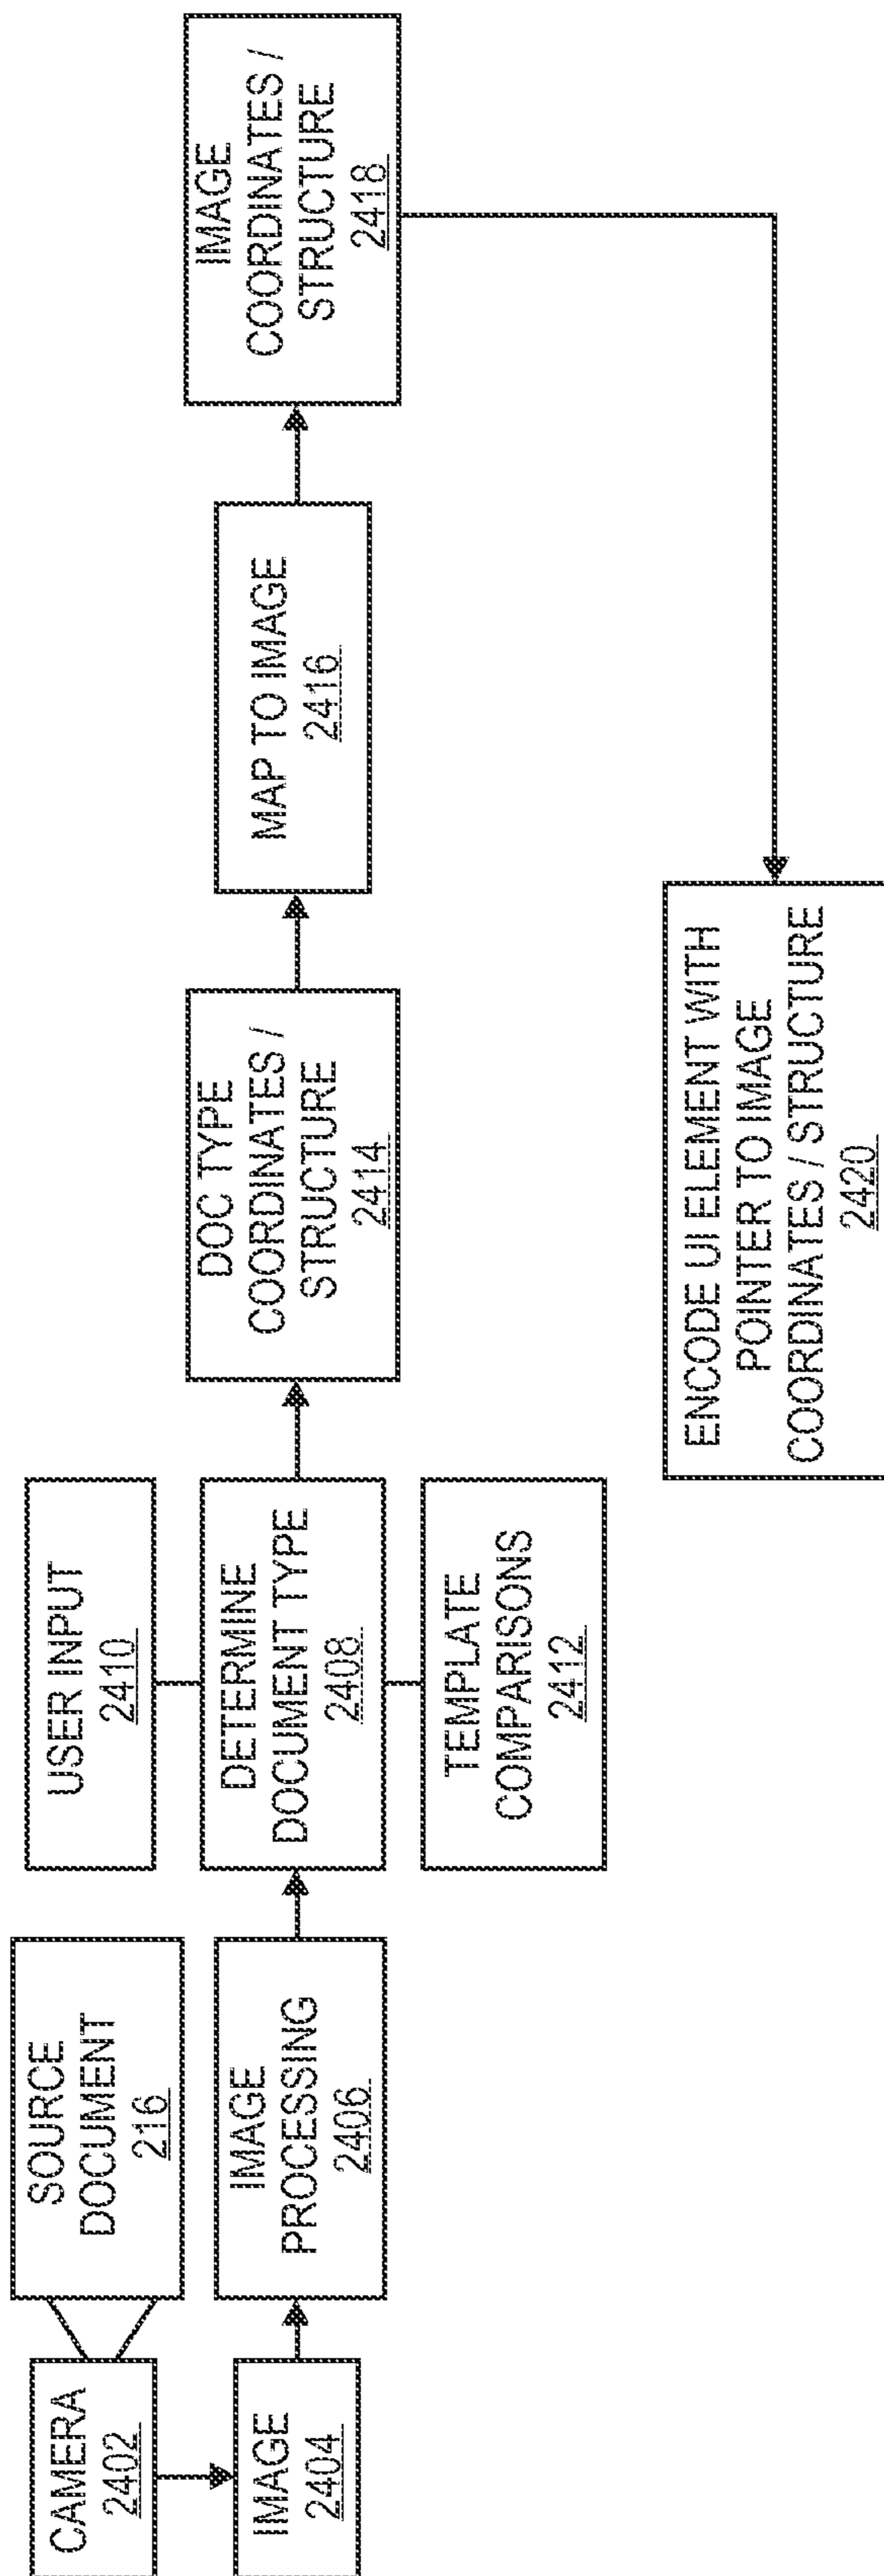 CAMERA
2402
SOURCE
DOCUMENT
216
IMAGE
2404
IMAGE
PROCESSING
2406
USER INPUT
2410
DETERMINE
DOCUMENT TYPE
2408
TEMPLATE
COMPARISONS
2412
DOC TYPE
COORDINATES /
STRUCTURE
2414
MAP TO IMAGE
2416
IMAGE
COORDINATES /
STRUCTURE
2418
ENCODE UI ELEMENT WITH
POINTER TO IMAGE
COORDINATES / STRUCTURE
2420